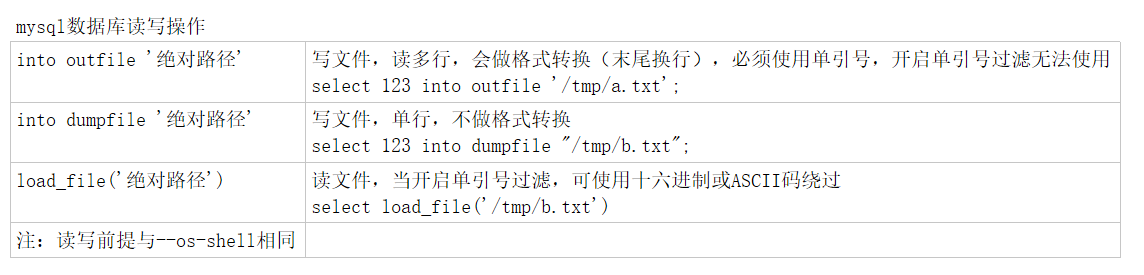 mysql数据库读写操作
into outfile '绝对路径'
写文件，读多行，会做格式转换（末尾换行），必须使用单引号，开启单引号过滤无法使用
select 123 into outfile '/tmp/a.txt';
into dumpfile '绝对路径'
写文件，单行，不做格式转换
select 123 into dumpfile "/tmp/b.txt";
load_file('绝对路径')
读文件，当开启单引号过滤，可使用十六进制或ASCII码绕过
select load_file('/tmp/b.txt')
注：读写前提与--os-shell相同